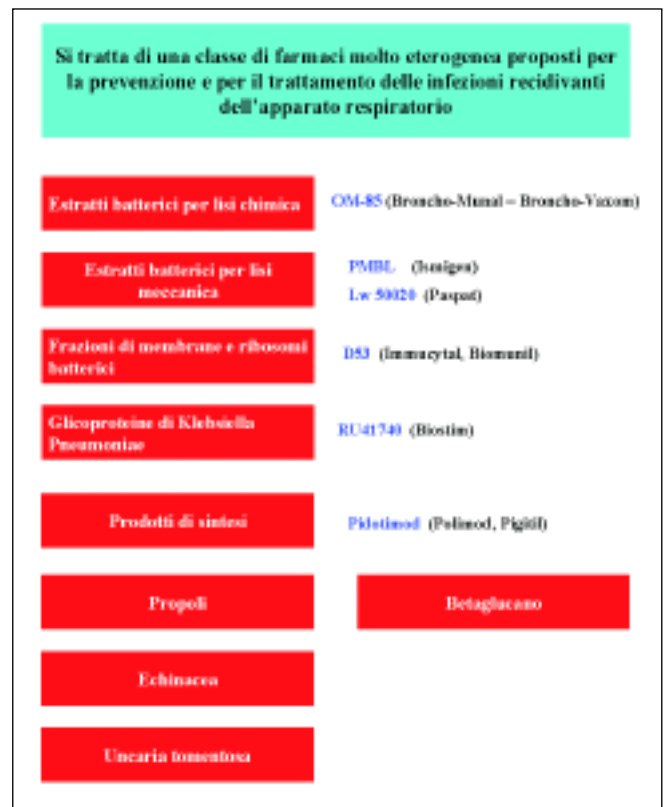 Si tratta di una classe di farmaci molto eterogenea proposti per
la prevenzione e per il trattamento delle infezioni recidivanti
dell'apparato respiratorio
Estratti batterici per lisi chimica
OM-85 (Broncho-Munal – Broncho-Vaxom)
Estratti batterici per lisi
meccanica
PMBL (Ismigen)
Lw 50020 (Paspat)
Frazioni di membrane e ribosomi
batterici
D53 (Immucytal, Biomunil)
Glicoproteine di Klebsiella
Pneumoniae
RU41740 (Biostim)
Prodotti di sintesi
Pidotimod (Polimod, Pigitil)
Propoli
Betaglucano
Echinacea
Uncaria tomentosa